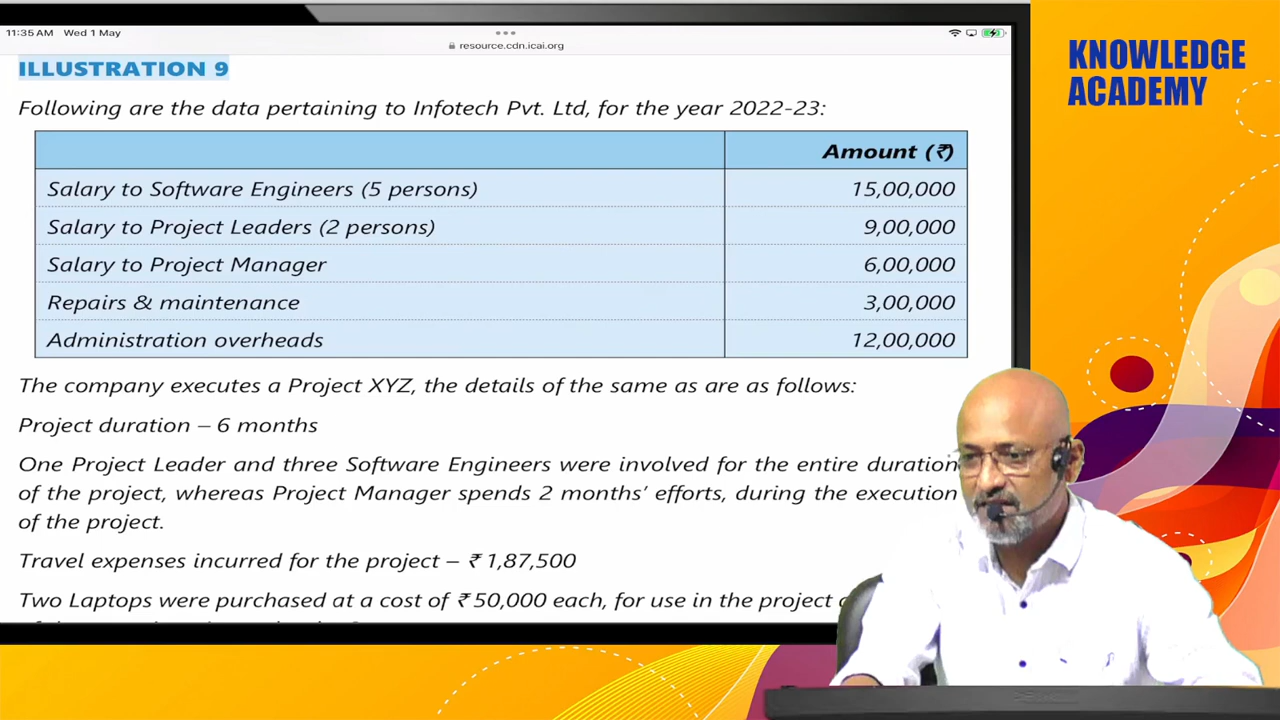 11:35 AM Wed 1 May
resource.cdn.icai.org
KNOWLEDGE
ACADEMY
ILLUSTRATION 9
Following are the data pertaining to Infotech Pvt. Ltd, for the year 2022-23:
Amount (₹)
Salary to Software Engineers (5 persons) 15,00,000
Salary to Project Leaders (2 persons) 9,00,000
Salary to Project Manager 6,00,000
Repairs & maintenance 3,00,000
Administration overheads 12,00,000
The company executes a Project XYZ, the details of the same as are as follows:
Project duration – 6 months
One Project Leader and three Software Engineers were involved for the entire duration
of the project, whereas Project Manager spends 2 months’ efforts, during the execution
of the project.
Travel expenses incurred for the project – ₹ 1,87,500
Two Laptops were purchased at a cost of ₹ 50,000 each, for use in the project